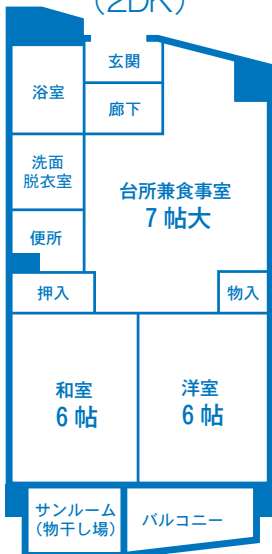 (2DK)
玄関
浴室
廊下
洗面
脱衣室
台所兼食事室
7帖大
便所
押入
物入
和室
6帖
洋室
6帖
サンルーム
(物干し場)
バルコニー